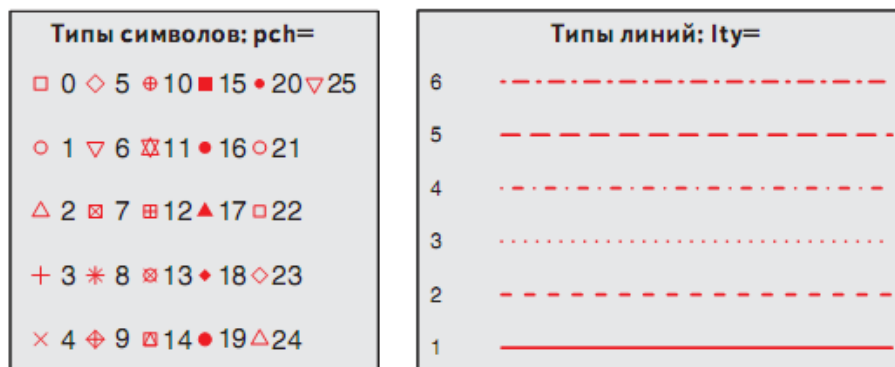 Типы символов: pch=
0 5 10 15 20 25
1 6 11 16 21
2 7 12 17 22
3 8 13 18 23
4 9 14 19 24
Типы линий: lty=
6
5
4
3
2
1